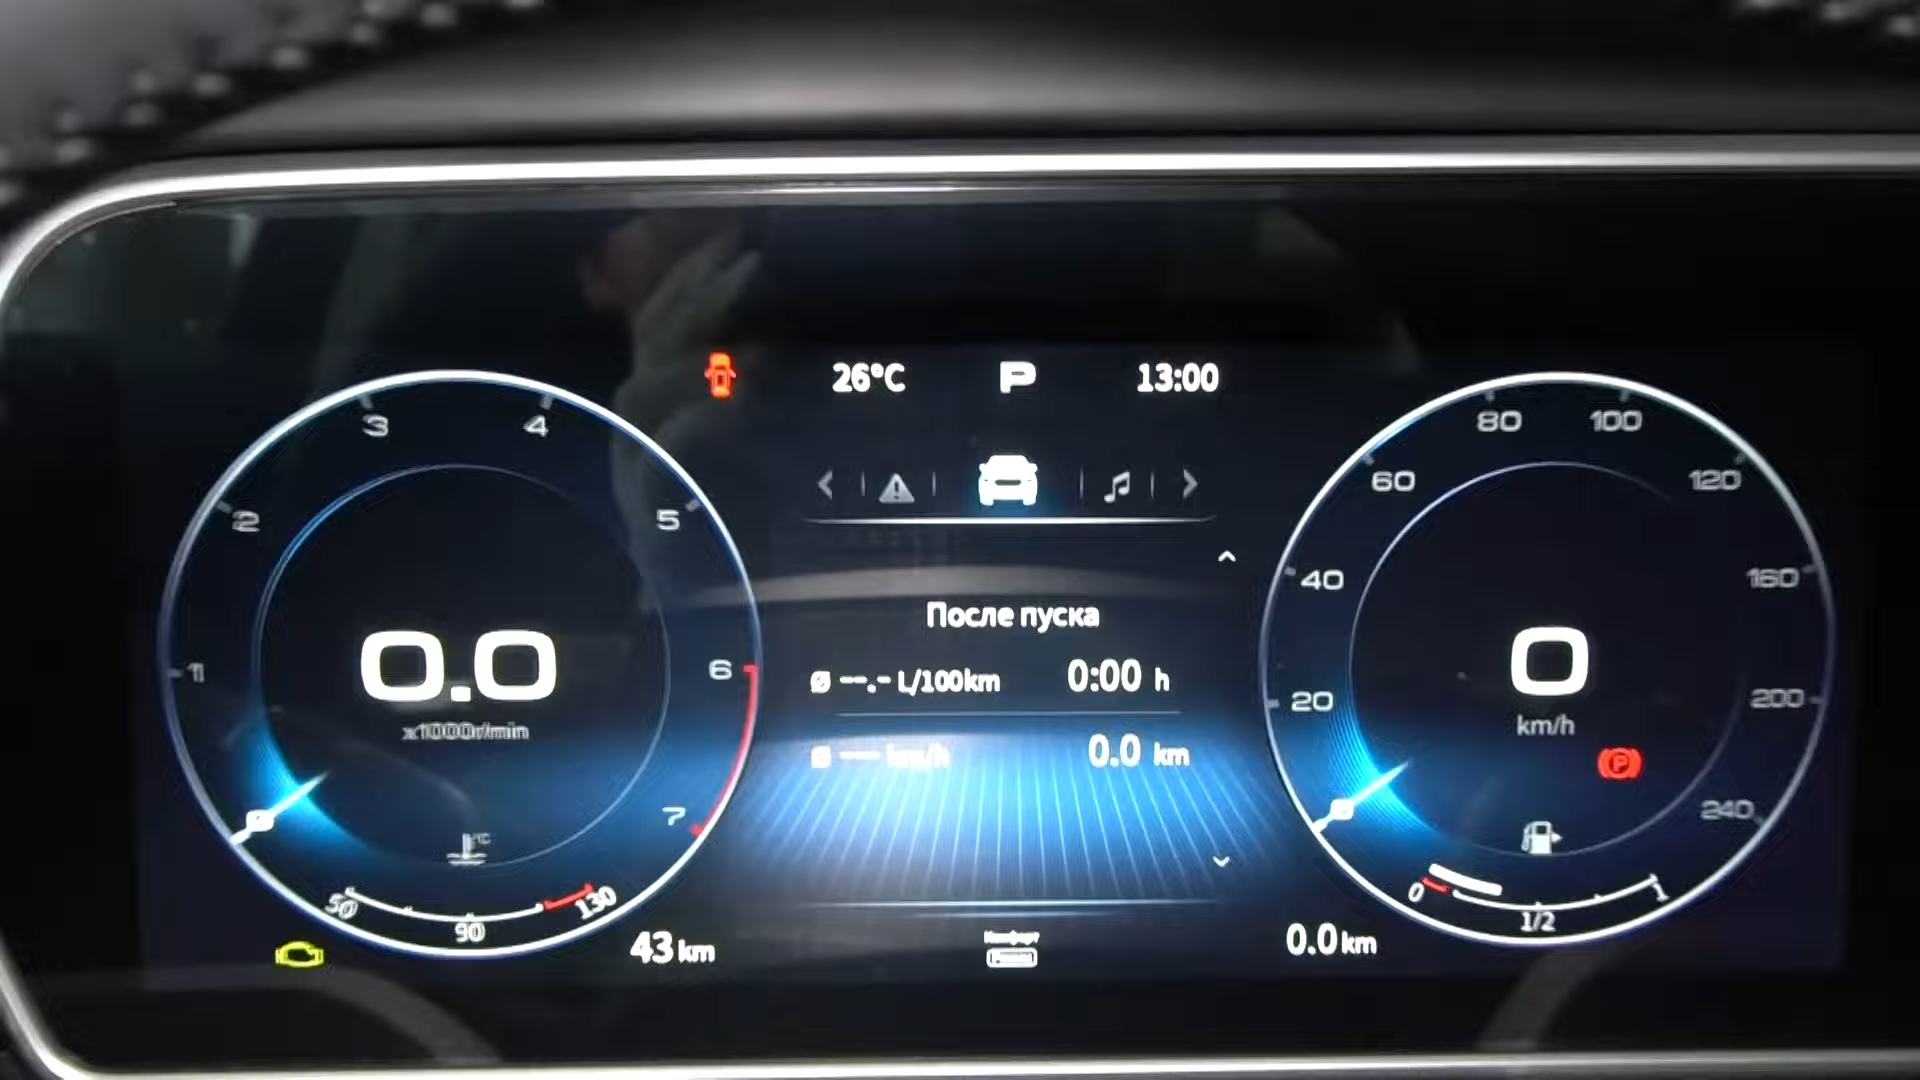 26°C P 13:00
3 4
2 5
1 6
7
0.0
x1000r/min
°C
50 90 130
43 km
После пуска
Ø --.- L/100km 0:00 h
Ø --- km/h 0.0 km
Комфорт
0.0 km
80 100
60 120
40 160
20 200
240
0
km/h
P
0 1/2 1